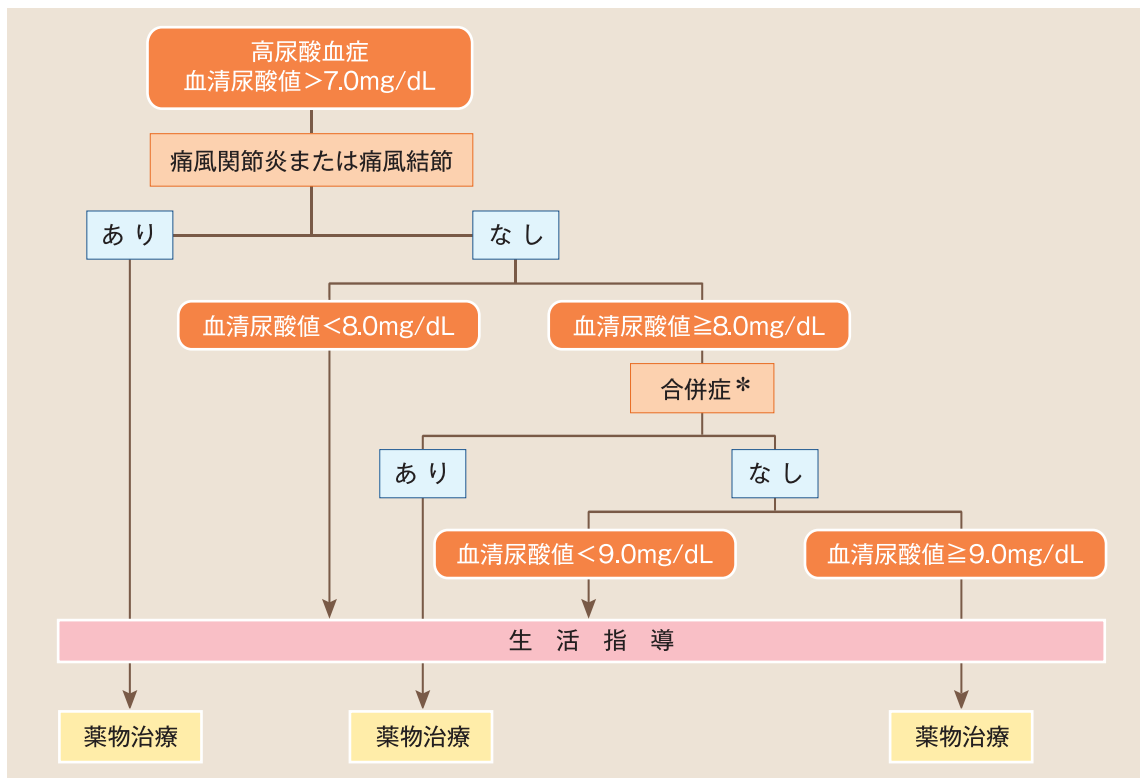 高尿酸血症
血清尿酸値>7.0mg/dL
痛風関節炎または痛風結節
あり
なし
血清尿酸値<8.0mg/dL
血清尿酸値≧8.0mg/dL
合併症*
あり
なし
血清尿酸値<9.0mg/dL
血清尿酸値≧9.0mg/dL
生活指導
薬物治療
薬物治療
薬物治療